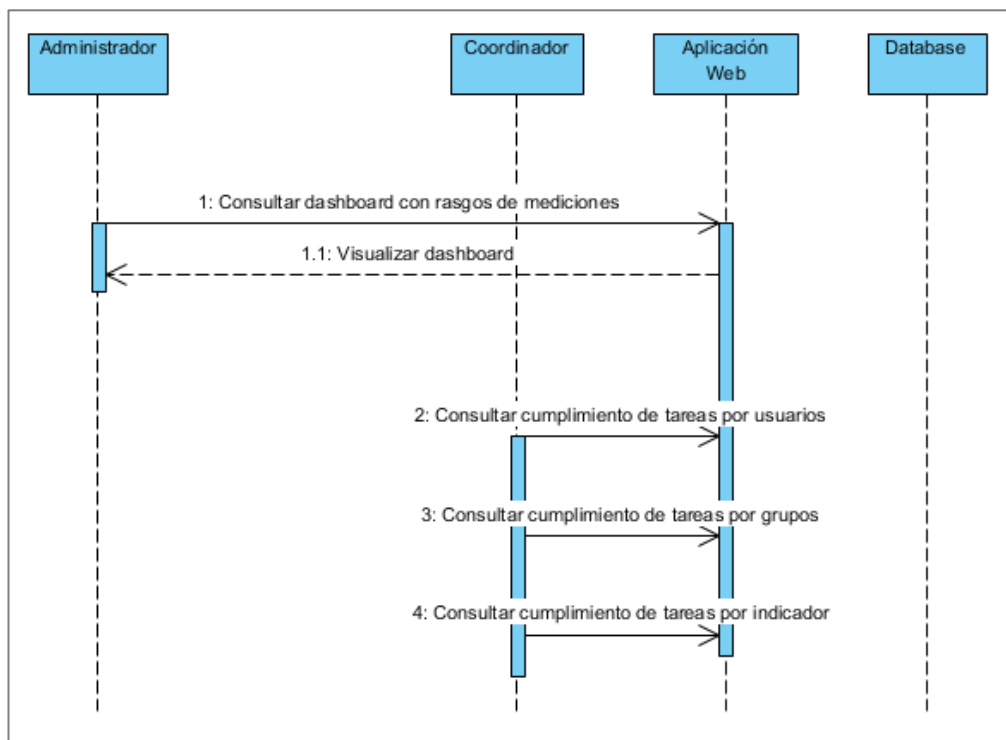 Administrador
Coordinador
Aplicación
Web
Database
1: Consultar dashboard con rasgos de mediciones
1.1: Visualizar dashboard
2: Consultar cumplimiento de tareas por usuarios
3: Consultar cumplimiento de tareas por grupos
4: Consultar cumplimiento de tareas por indicador